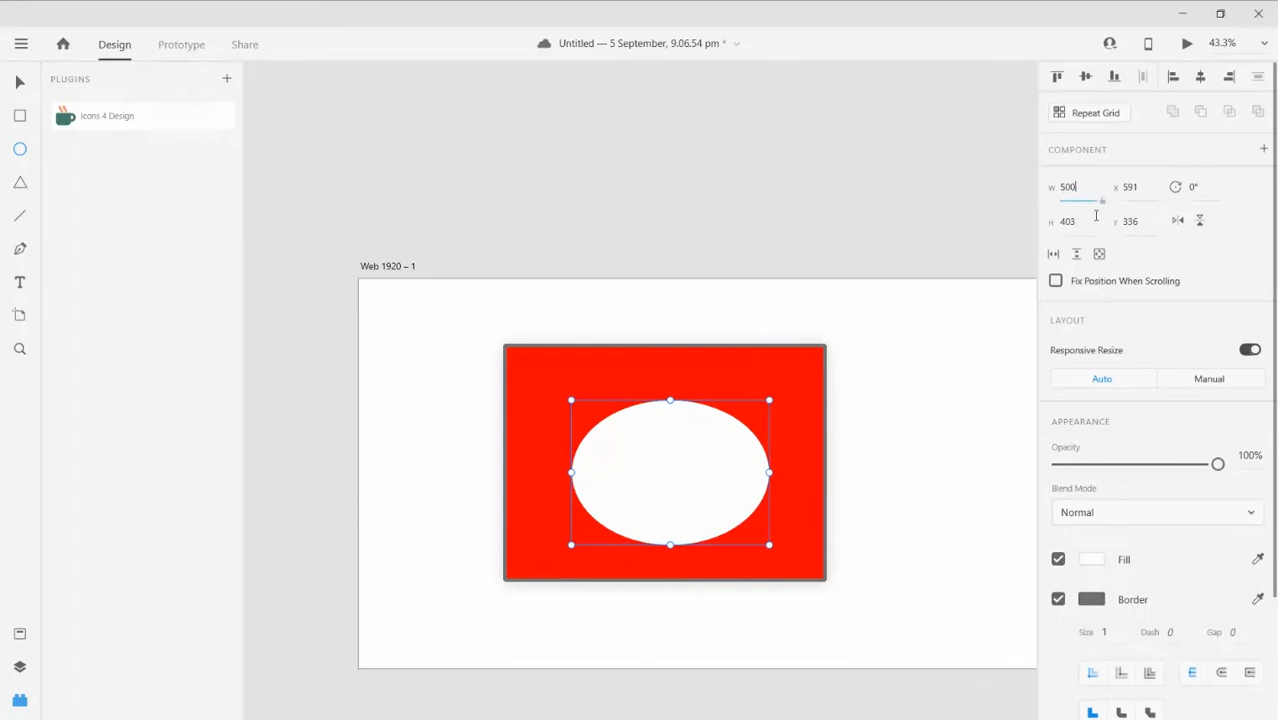 Design Prototype Share
Untitled — 5 September, 9.06.54 pm *
43.3%
PLUGINS
Icons 4 Design
Web 1920 – 1
Repeat Grid
COMPONENT
W 500 X 591 0°
H 403 Y 336
Fix Position When Scrolling
LAYOUT
Responsive Resize
Auto Manual
APPEARANCE
Opacity
100%
Blend Mode
Normal
Fill
Border
Size 1 Dash 0 Gap 0